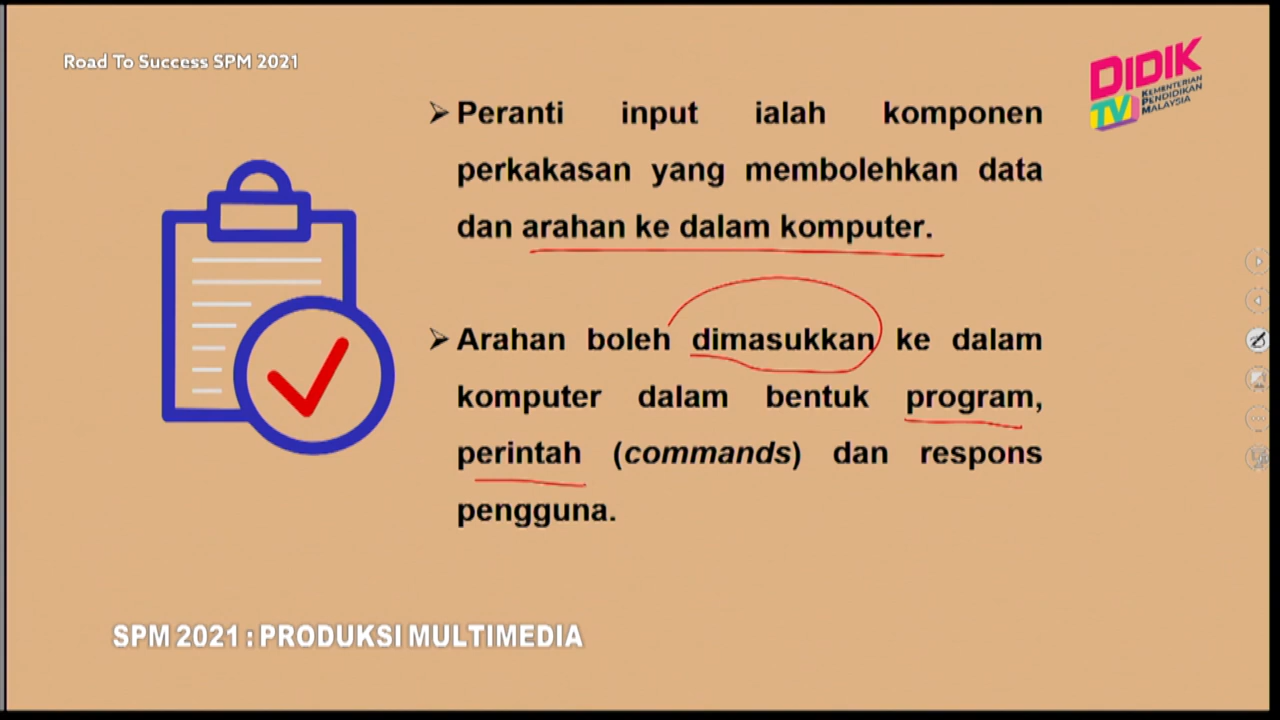 Road To Success SPM 2021
DIDIK
TV
KEMENTERIAN
PENDIDIKAN
MALAYSIA
➢ Peranti input ialah komponen
perkakasan yang membolehkan data
dan arahan ke dalam komputer.
➢ Arahan boleh dimasukkan ke dalam
komputer dalam bentuk program,
perintah (commands) dan respons
pengguna.
SPM 2021 : PRODUKSI MULTIMEDIA